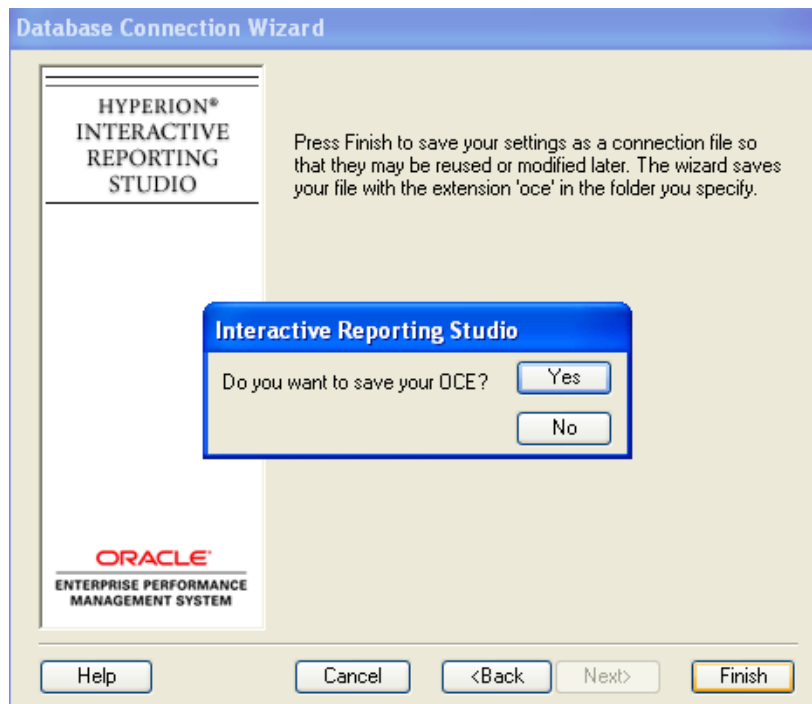 Database Connection Wizard
HYPERION®
INTERACTIVE
REPORTING
STUDIO
Press Finish to save your settings as a connection file so
that they may be reused or modified later. The wizard saves
your file with the extension 'oce' in the folder you specify.
Interactive Reporting Studio
Do you want to save your OCE?
Yes
No
ORACLE®
ENTERPRISE PERFORMANCE
MANAGEMENT SYSTEM
Help
Cancel
<Back
Next>
Finish